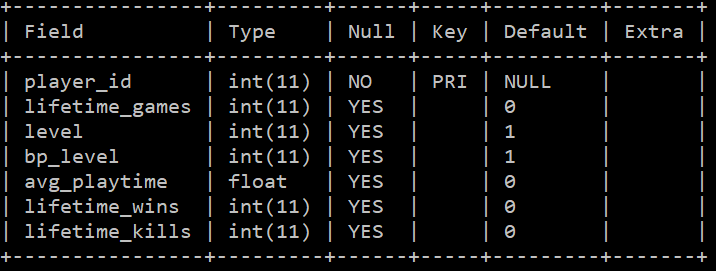 +-----------------+---------+------+-----+---------+-------+
| Field           | Type    | Null | Key | Default | Extra |
+-----------------+---------+------+-----+---------+-------+
| player_id       | int(11) | NO   | PRI | NULL    |       |
| lifetime_games  | int(11) | YES  |     | 0       |       |
| level           | int(11) | YES  |     | 1       |       |
| bp_level        | int(11) | YES  |     | 1       |       |
| avg_playtime    | float   | YES  |     | 0       |       |
| lifetime_wins   | int(11) | YES  |     | 0       |       |
| lifetime_kills  | int(11) | YES  |     | 0       |       |
+-----------------+---------+------+-----+---------+-------+